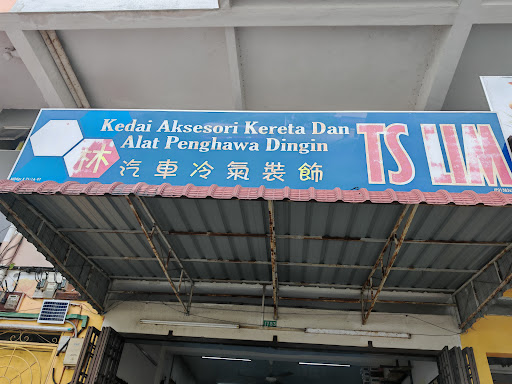 Kedai Aksesori Kereta Dan
Alat Penghawa Dingin
林 汽車冷氣裝飾
TS LIM